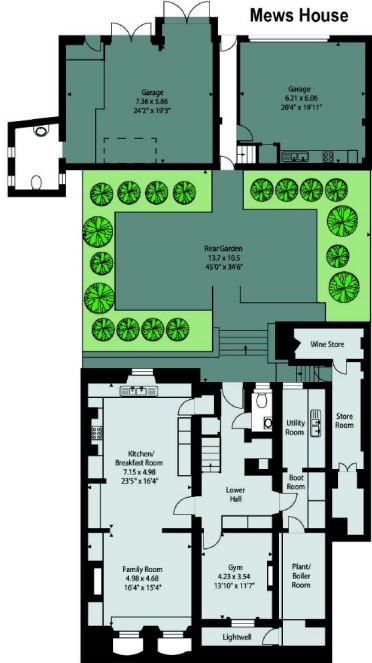 Mews House
Garage
7.36 x 5.86
24'2" x 19'3"
Garage
6.21 x 6.06
20'4" x 19'11"
Rear Garden
13.7 x 10.5
45'0" x 34'6"
Wine Store
Utility
Room
Store
Room
Kitchen/
Breakfast Room
7.15 x 4.98
23'5" x 16'4"
Boot
Room
Lower
Hall
Family Room
4.98 x 4.68
16'4" x 15'4"
Gym
4.23 x 3.54
13'10" x 11'7"
Plant/
Boiler
Room
Lightwell